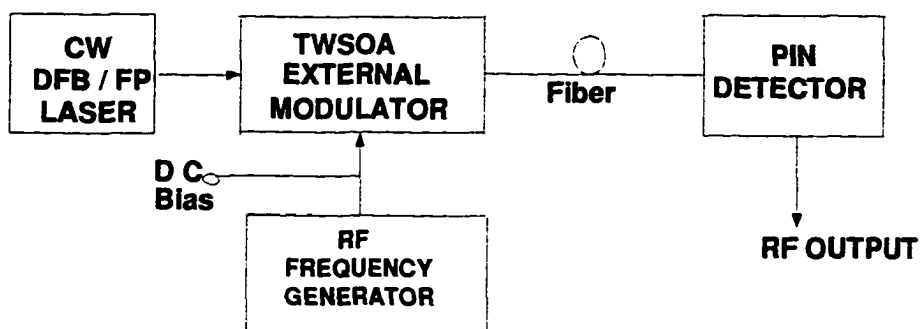 CW
DFB / FP
LASER
TWSOA
EXTERNAL
MODULATOR
Fiber
PIN
DETECTOR
D C
Bias
RF
FREQUENCY
GENERATOR
RF OUTPUT